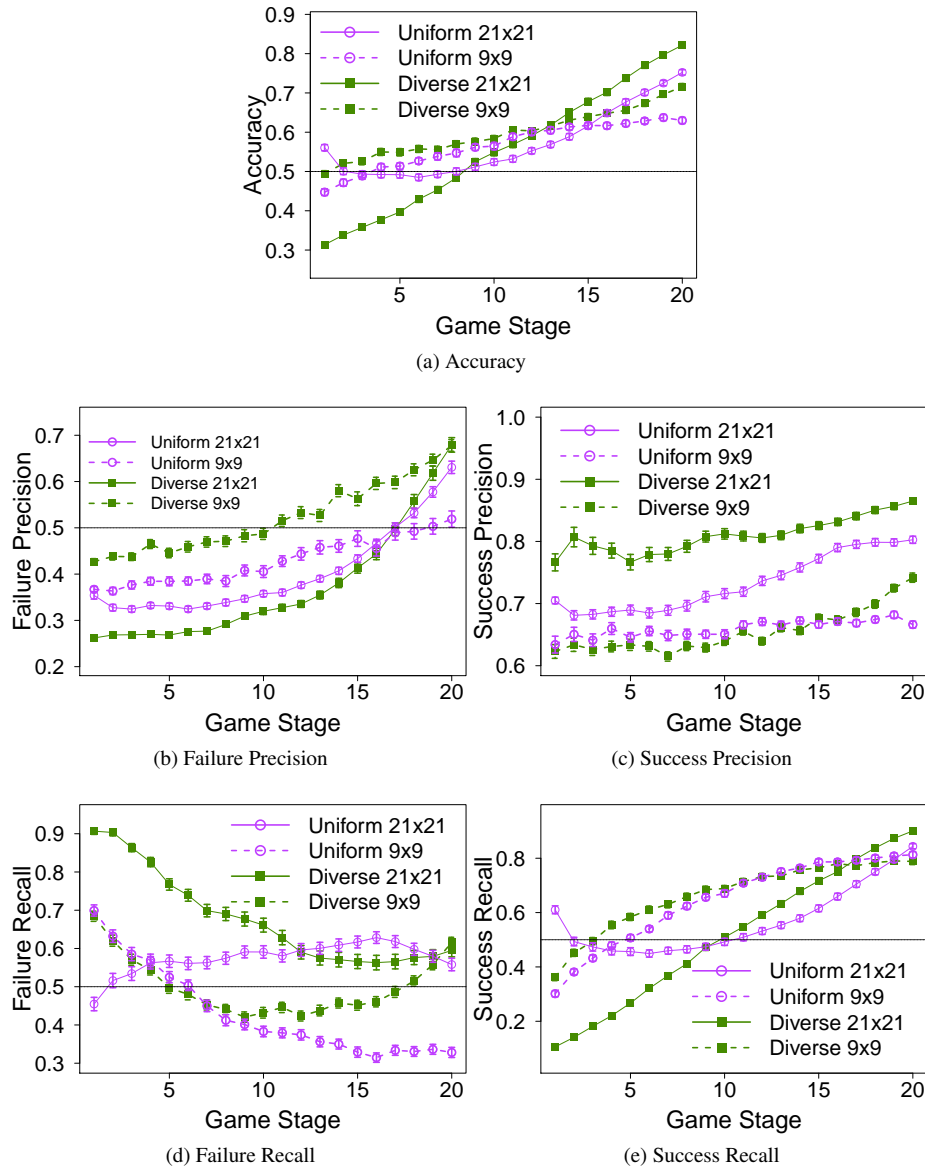 0.9
0.8
0.7
0.6
0.5
0.4
0.3
Accuracy
Uniform 21x21
Uniform 9x9
Diverse 21x21
Diverse 9x9
5 10 15 20
Game Stage
(a) Accuracy
0.7
0.6
0.5
0.4
0.3
0.2
Failure Precision
Uniform 21x21
Uniform 9x9
Diverse 21x21
Diverse 9x9
5 10 15 20
Game Stage
(b) Failure Precision
1.0
0.9
0.8
0.7
0.6
Success Precision
Uniform 21x21
Uniform 9x9
Diverse 21x21
Diverse 9x9
5 10 15 20
Game Stage
(c) Success Precision
0.9
0.8
0.7
0.6
0.5
0.4
0.3
Failure Recall
Uniform 21x21
Uniform 9x9
Diverse 21x21
Diverse 9x9
5 10 15 20
Game Stage
(d) Failure Recall
0.8
0.6
0.4
0.2
Success Recall
Uniform 21x21
Uniform 9x9
Diverse 21x21
Diverse 9x9
5 10 15 20
Game Stage
(e) Success Recall